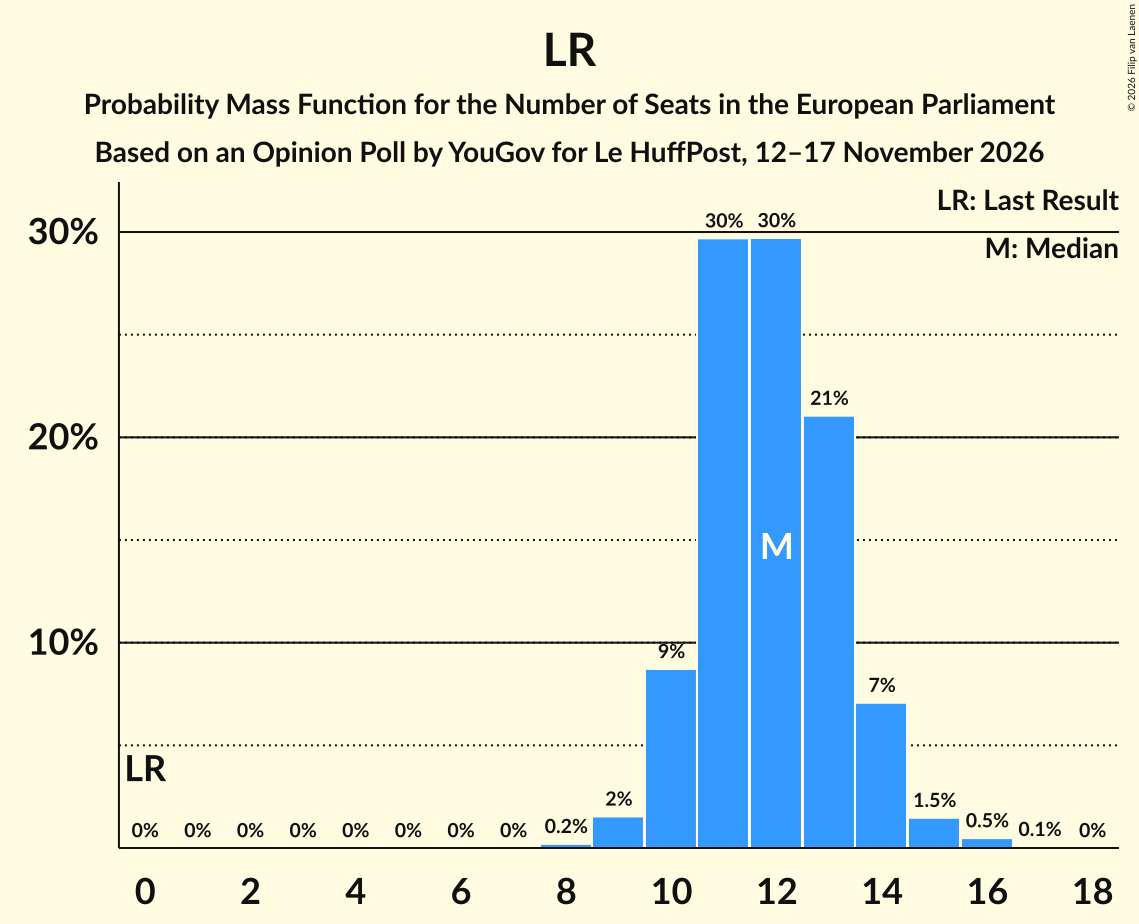 LR
Probability Mass Function for the Number of Seats in the European Parliament
Based on an Opinion Poll by YouGov for Le HuffPost, 12–17 November 2026
© 2026 Filip van Laenen
LR: Last Result
M: Median
30%
20%
10%
30% 30%
21%
M
9%
7%
LR
2%
1.5%
0% 0% 0% 0% 0% 0% 0% 0% 0.2% 0.5% 0.1% 0%
0 2 4 6 8 10 12 14 16 18